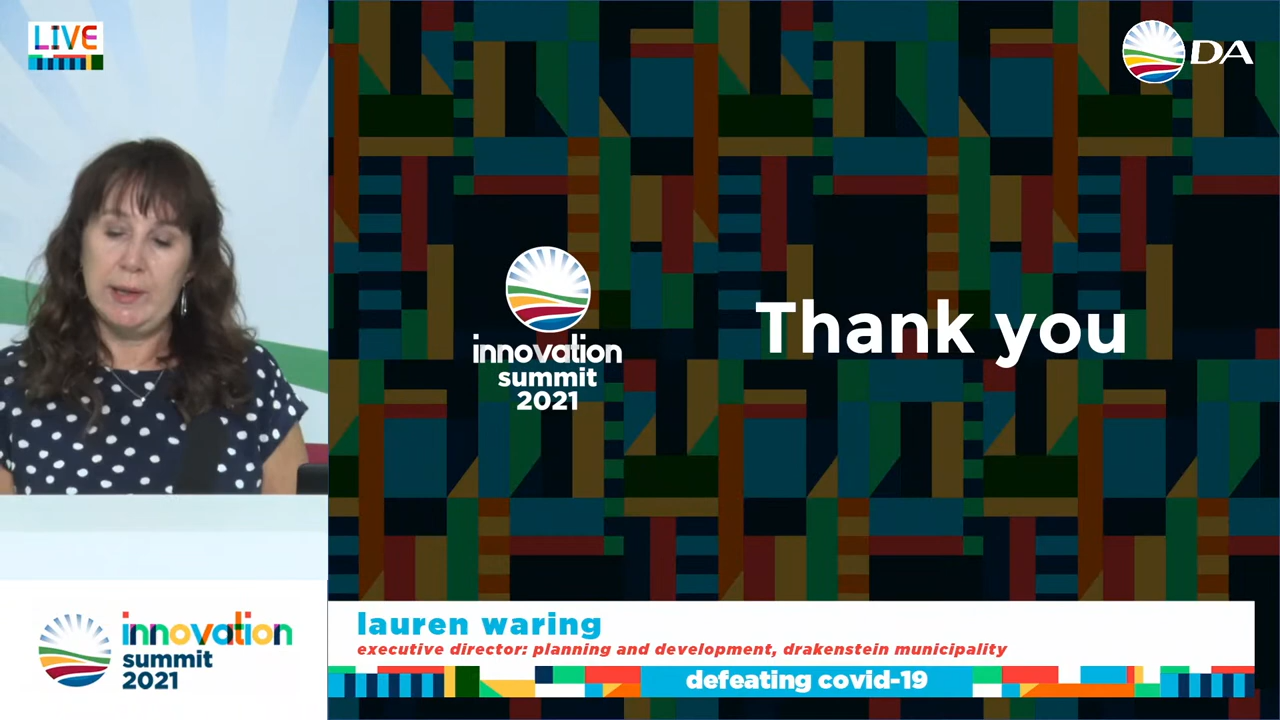 LIVE
DA
innovation
summit
2021
Thank you
lauren waring
executive director: planning and development, drakenstein municipality
defeating covid-19
innovation
summit
2021